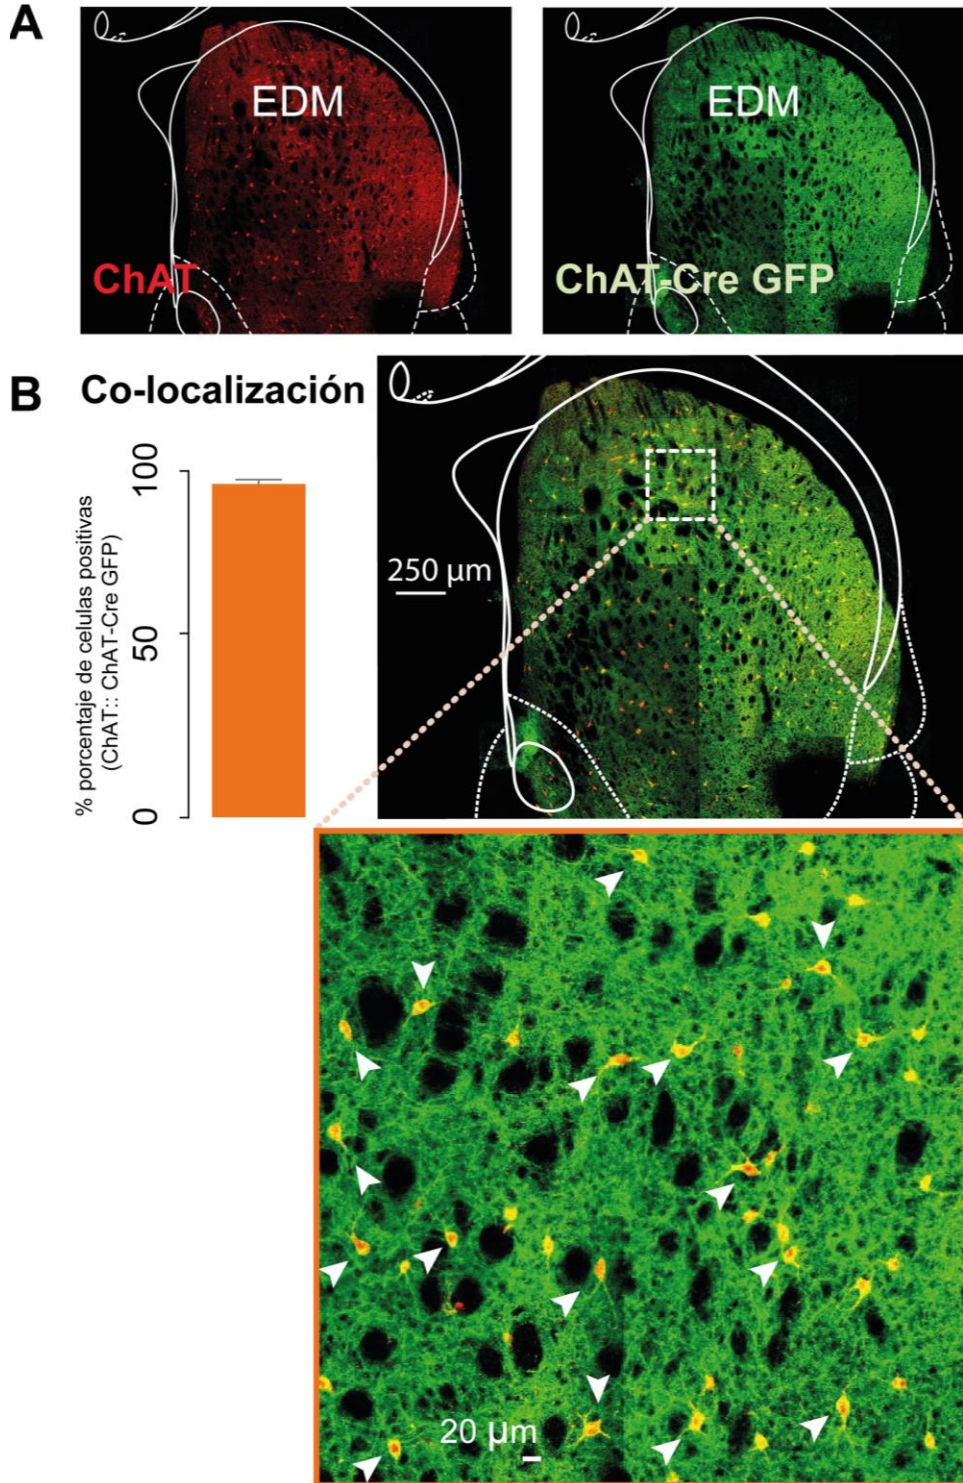 A
EDM
ChAT
EDM
ChAT-Cre GFP
B
Co-localización
100
50
0
% porcentaje de celulas positivas
(ChAT:: ChAT-Cre GFP)
250 µm
20 µm